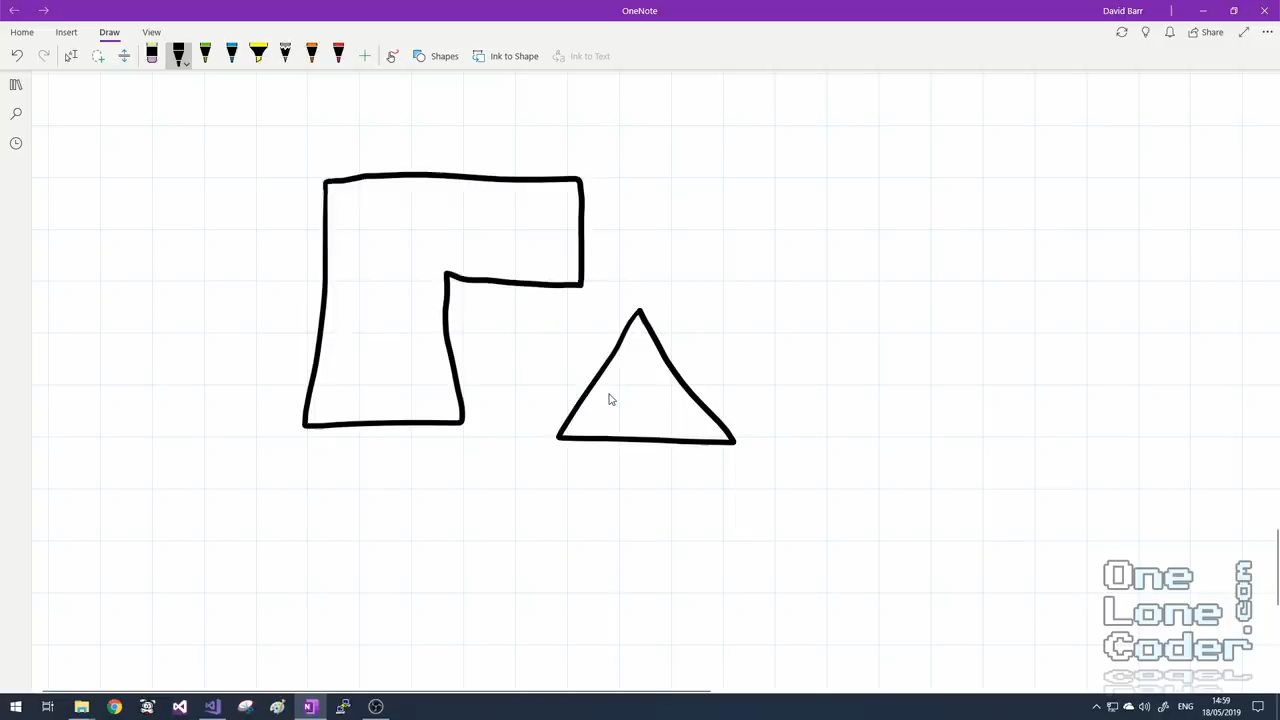 OneNote
David Barr
Home Insert Draw View
Share
Shapes Ink to Shape Ink to Text
One
Lone
Coder
.com
14:59
ENG
18/05/2019